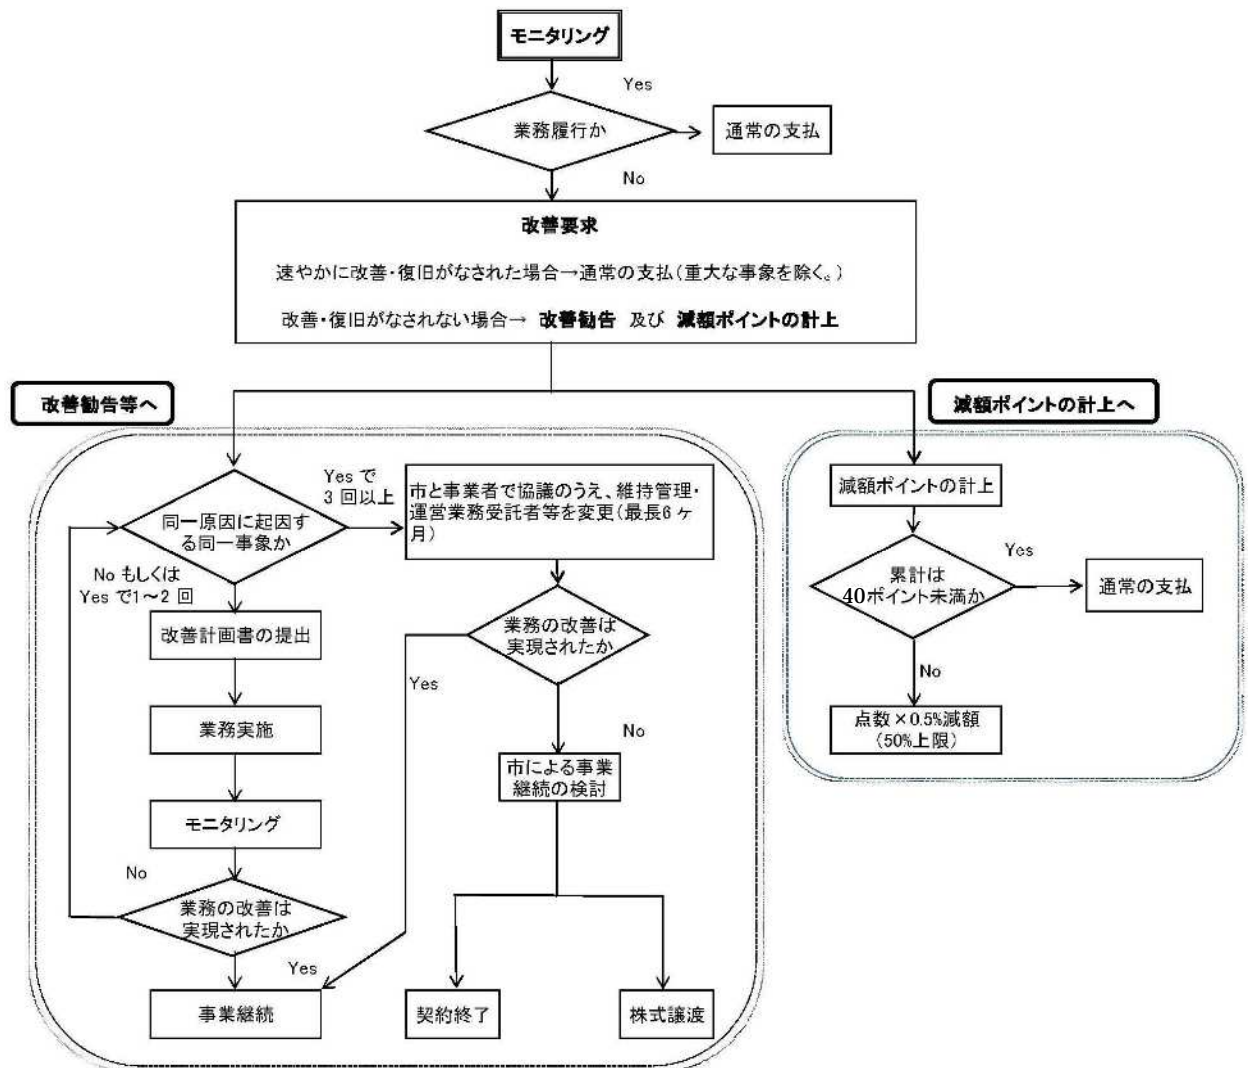 モニタリング
Yes
業務履行か
通常の支払
No
改善要求
速やかに改善・復旧がなされた場合→通常の支払(重大な事象を除く。)
改善・復旧がなされない場合→ 改善勧告 及び 減額ポイントの計上
改善勧告等へ
減額ポイントの計上へ
Yes で
3 回以上
同一原因に起因す
る同一事象か
市と事業者で協議のうえ、維持管理・
運営業務受託者等を変更(最長6 ヶ
月)
No もしくは
Yes で1～2 回
改善計画書の提出
業務の改善は
実現されたか
Yes
業務実施
No
市による事業
継続の検討
モニタリング
No
業務の改善は
実現されたか
Yes
事業継続
契約終了
株式譲渡
減額ポイントの計上
累計は
40ポイント未満か
Yes
通常の支払
No
点数×0.5%減額
(50%上限)